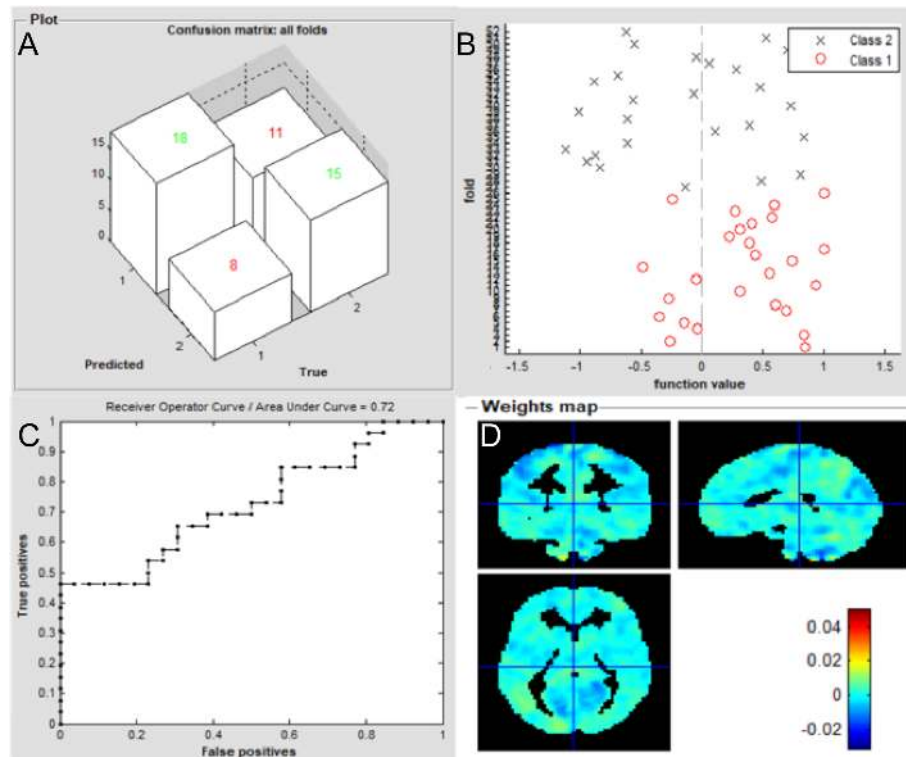 Plot
A
Confusion matrix: all folds
18
11
15
8
15
10
5
0
1
2
Predicted
1
2
True
B
Class 2
Class 1
fold
-1.5
-1
-0.5
0
0.5
1
1.5
function value
C
Receiver Operator Curve / Area Under Curve = 0.72
True positives
1
0.9
0.8
0.7
0.6
0.5
0.4
0.3
0.2
0.1
0
0
0.2
0.4
0.6
0.8
1
False positives
Weights map
D
0.04
0.02
0
-0.02